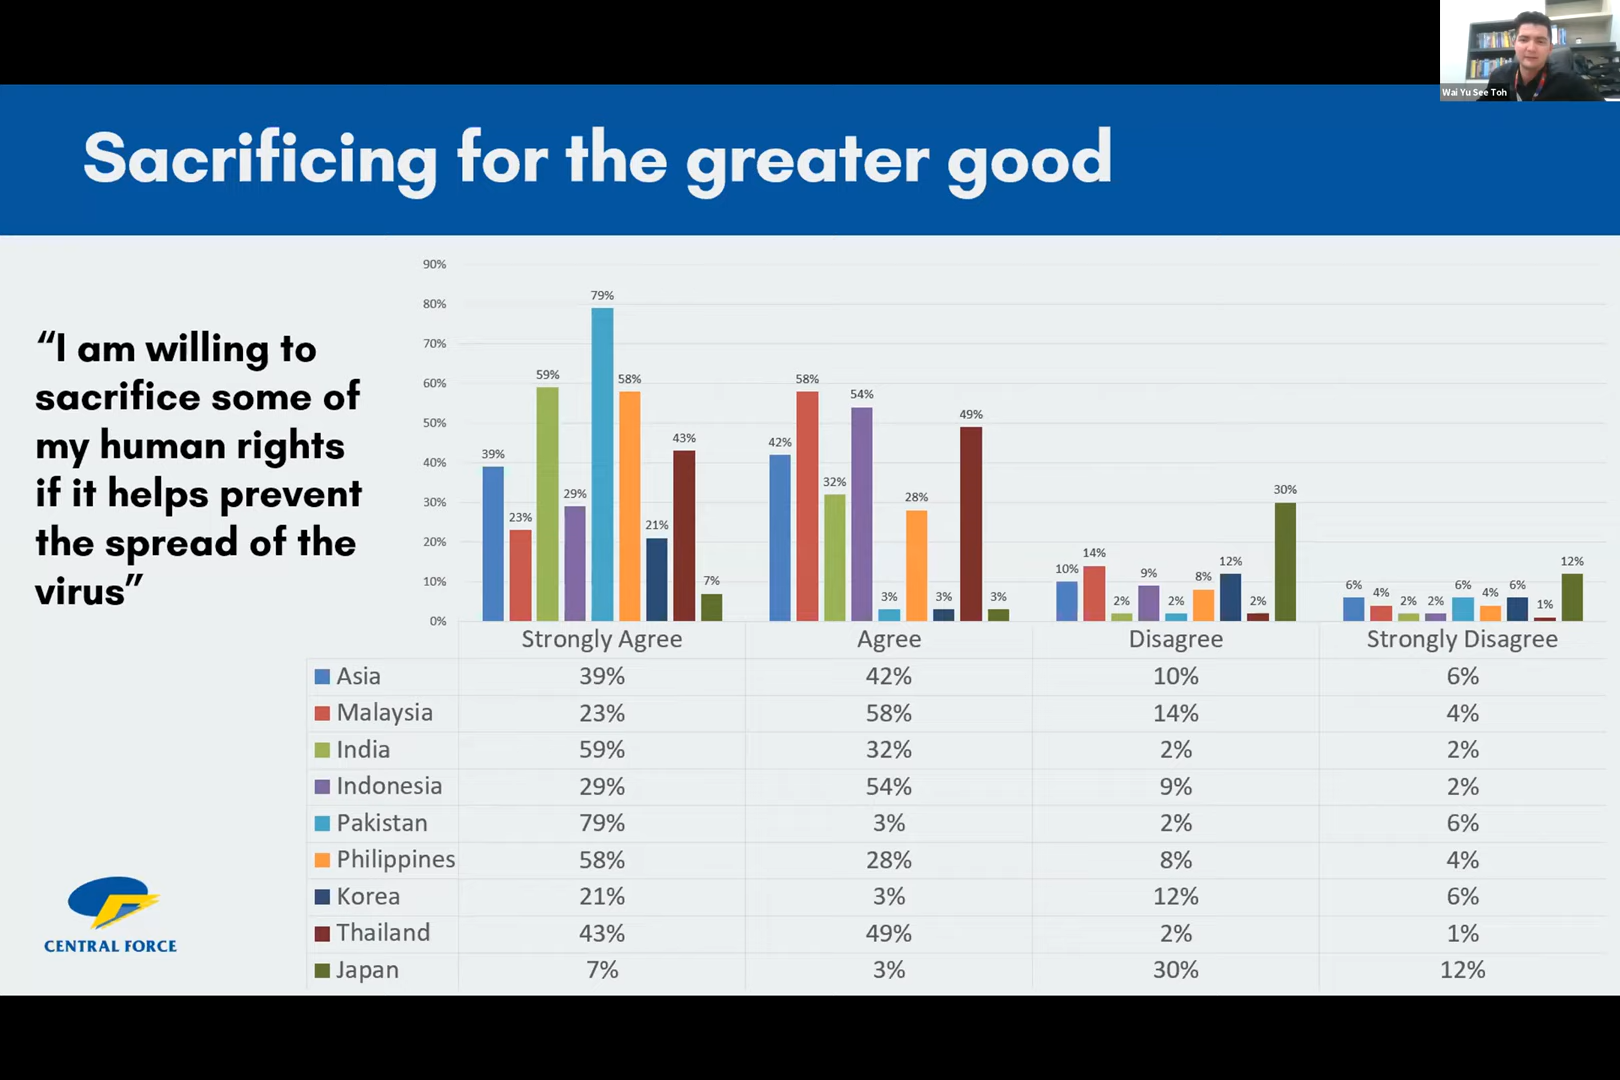 Wai Yu See Toh
Sacrificing for the greater good
“I am willing to
sacrifice some of
my human rights
if it helps prevent
the spread of the
virus”
90%
80%
70%
60%
50%
40%
30%
20%
10%
0%
39%
23%
59%
29%
79%
58%
21%
43%
7%
42%
58%
32%
54%
3%
28%
3%
49%
3%
10%
14%
2%
9%
2%
8%
12%
2%
30%
6%
4%
2%
2%
6%
4%
6%
1%
12%
Strongly Agree Agree Disagree Strongly Disagree
Asia 39% 42% 10% 6%
Malaysia 23% 58% 14% 4%
India 59% 32% 2% 2%
Indonesia 29% 54% 9% 2%
Pakistan 79% 3% 2% 6%
Philippines 58% 28% 8% 4%
Korea 21% 3% 12% 6%
Thailand 43% 49% 2% 1%
Japan 7% 3% 30% 12%
CENTRAL FORCE